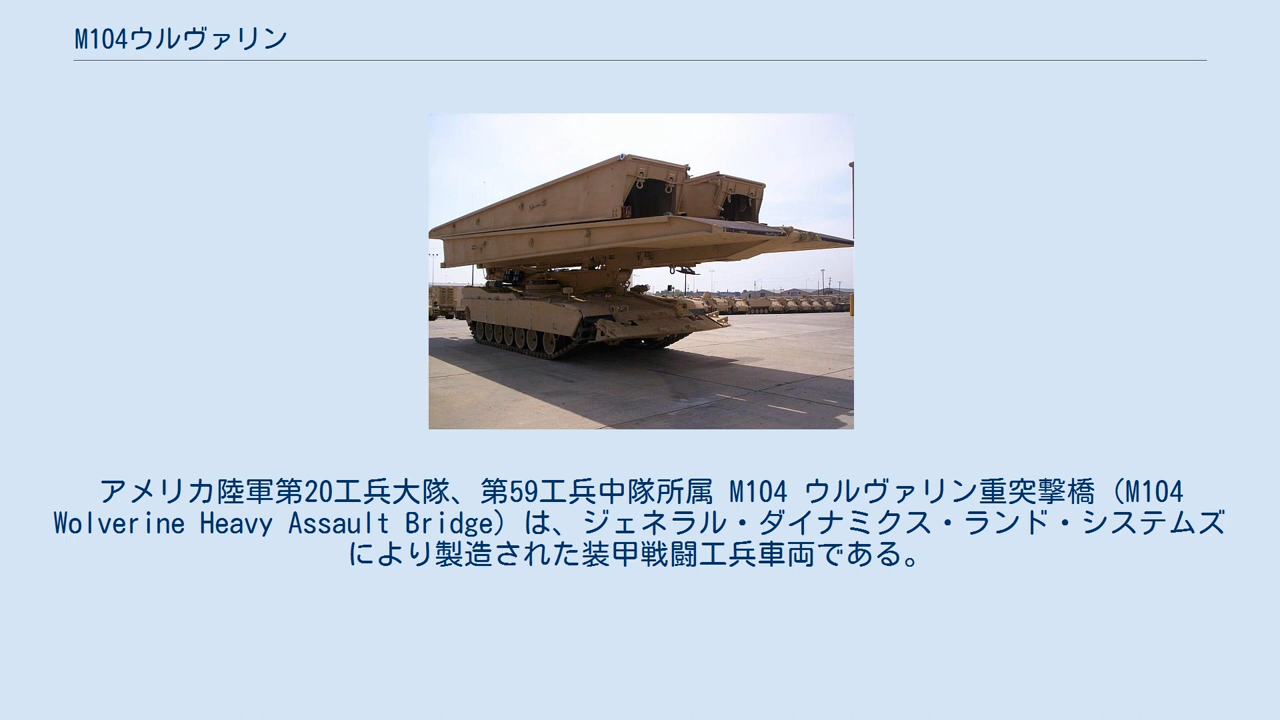 M104ウルヴァリン
アメリカ陸軍第20工兵大隊、第59工兵中隊所属 M104 ウルヴァリン重突撃橋（M104
Wolverine Heavy Assault Bridge）は、ジェネラル・ダイナミクス・ランド・システムズ
により製造された装甲戦闘工兵車両である。